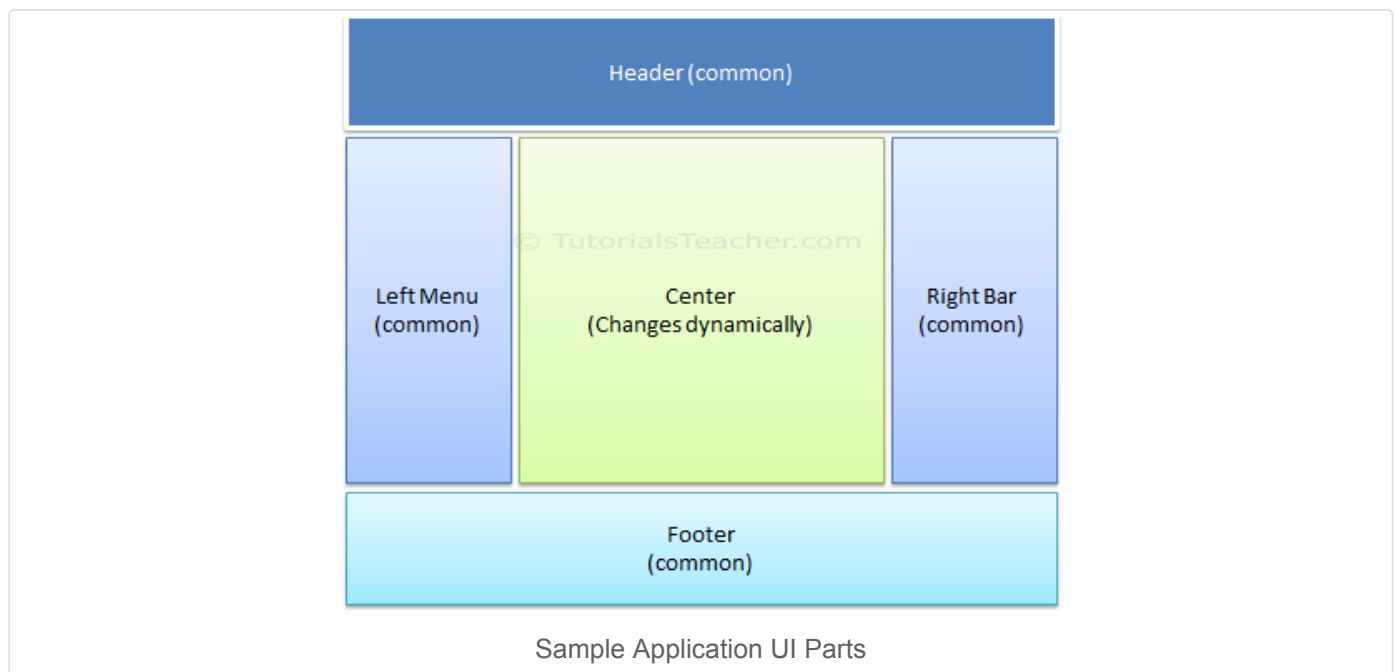 Header (common)
© TutorialsTeacher.com
Left Menu
(common)
Center
(Changes dynamically)
Right Bar
(common)
Footer
(common)
Sample Application UI Parts